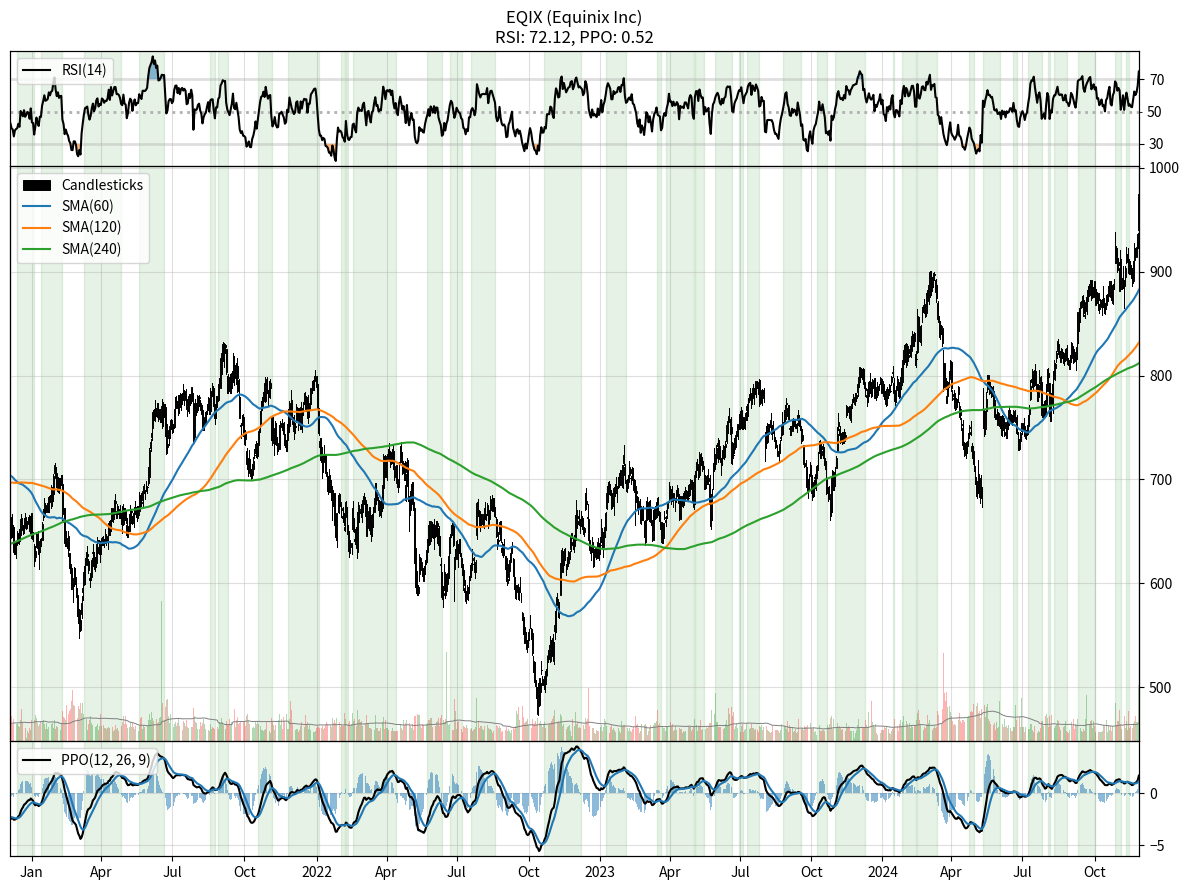 EQIX (Equinix Inc)
RSI: 72.12, PPO: 0.52
RSI(14)
70
50
30
1000
Candlesticks
SMA(60)
SMA(120)
SMA(240)
900
800
700
600
500
PPO(12, 26, 9)
0
−5
Jan Apr Jul Oct 2022 Apr Jul Oct 2023 Apr Jul Oct 2024 Apr Jul Oct